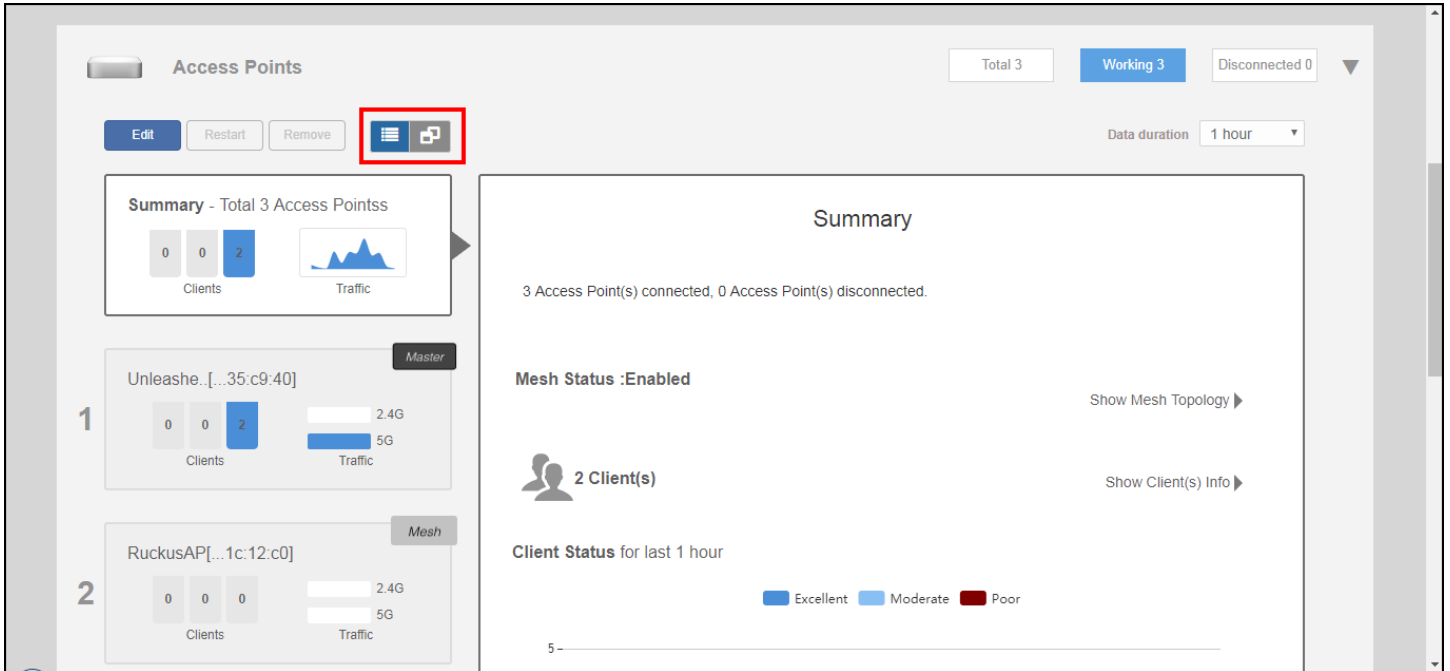 Access Points
Total 3
Working 3
Disconnected 0
Edit
Restart
Remove
Data duration
1 hour
Summary - Total 3 Access Pointss
0 0 2
Clients
Traffic
Master
Unleashe..[...35:c9:40]
1
0 0 2
2.4G
5G
Clients
Traffic
Mesh
RuckusAP[...1c:12:c0]
2
0 0 0
2.4G
5G
Clients
Traffic
Summary
3 Access Point(s) connected, 0 Access Point(s) disconnected.
Mesh Status :Enabled
Show Mesh Topology
2 Client(s)
Show Client(s) Info
Client Status for last 1 hour
Excellent
Moderate
Poor
5